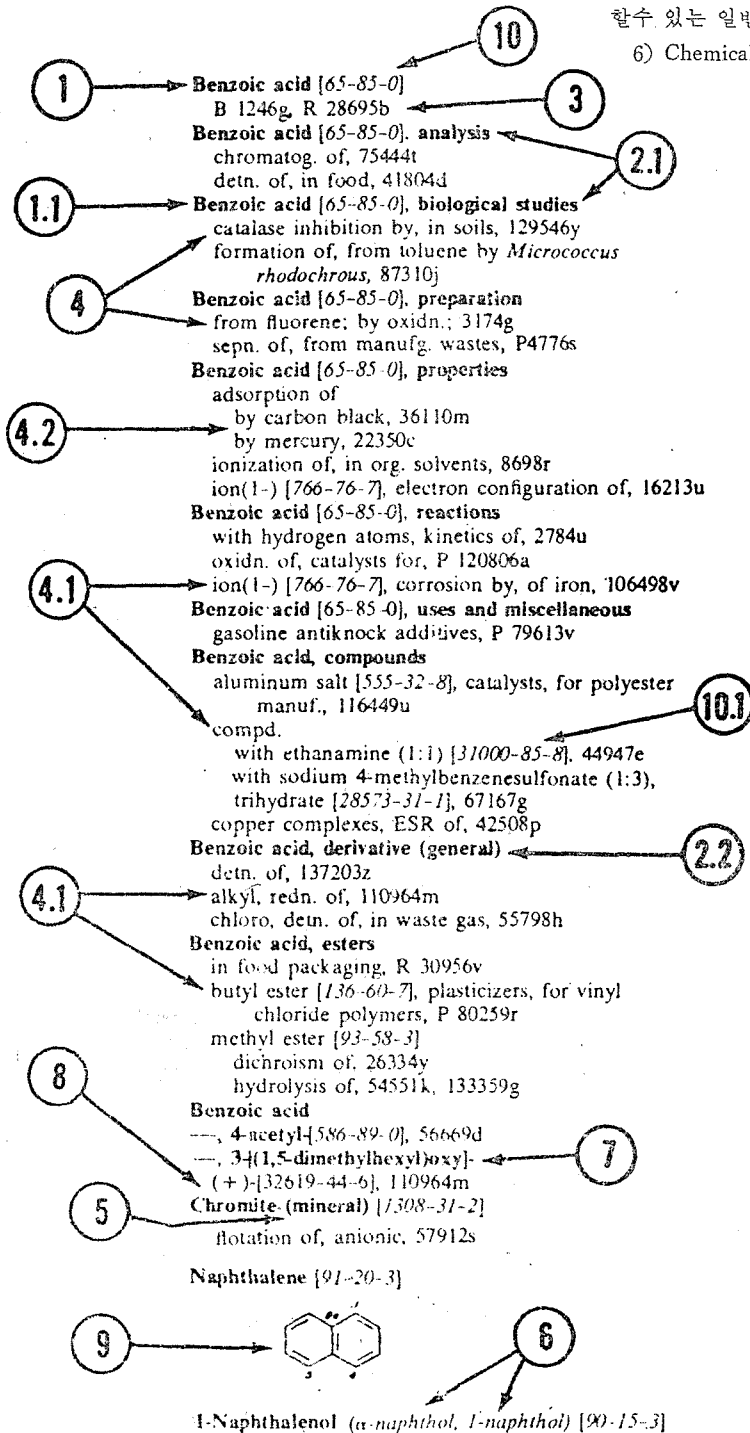 할수 있는 일반
6) Chemical
10
1
Benzoic acid [65-85-0]
B 1246g, R 28695b
3
Benzoic acid [65-85-0], analysis
chromatog. of, 75444t
detn. of, in food, 41804d
2.1
1.1
Benzoic acid [65-85-0], biological studies
catalase inhibition by, in soils, 129546y
formation of, from toluene by Micrococcus
rhodochrous, 87310j
4
Benzoic acid [65-85-0], preparation
from fluorene; by oxidn.; 3174g
sepn. of, from manufg. wastes, P4776s
Benzoic acid [65-85-0], properties
adsorption of
4.2
by carbon black, 36110m
by mercury, 22350c
ionization of, in org. solvents, 8698r
ion(1-) [766-76-7], electron configuration of, 16213u
Benzoic acid [65-85-0], reactions
with hydrogen atoms, kinetics of, 2784u
oxidn. of, catalysts for, P 120806a
4.1
ion(1-) [766-76-7], corrosion by, of iron, 106498v
Benzoic acid [65-85-0], uses and miscellaneous
gasoline antiknock additives, P 79613v
Benzoic acid, compounds
aluminum salt [555-32-8], catalysts, for polyester
manuf., 116449u
10.1
compd.
with ethanamine (1:1) [31000-85-8], 44947e
with sodium 4-methylbenzenesulfonate (1:3),
trihydrate [28573-31-1], 67167g
copper complexes, ESR of, 42508p
Benzoic acid, derivative (general)
2.2
detn. of, 137203z
4.1
alkyl, redn. of, 110964m
chloro, detn. of, in waste gas, 55798h
Benzoic acid, esters
in food packaging, R 30956v
butyl ester [136-60-7], plasticizers, for vinyl
chloride polymers, P 80259r
methyl ester [93-58-3]
dichroism of, 26334y
hydrolysis of, 54551k, 133359g
8
Benzoic acid
—, 4-acetyl-[586-89-0], 56669d
—, 3-[(1,5-dimethylhexyl)oxy]-
7
(+)-[32619-44-6], 110964m
5
Chromite (mineral) [1308-31-2]
flotation of, anionic, 57912s
Naphthalene [91-20-3]
9
6
1-Naphthalenol (α-naphthol, 1-naphthol) [90-15-3]